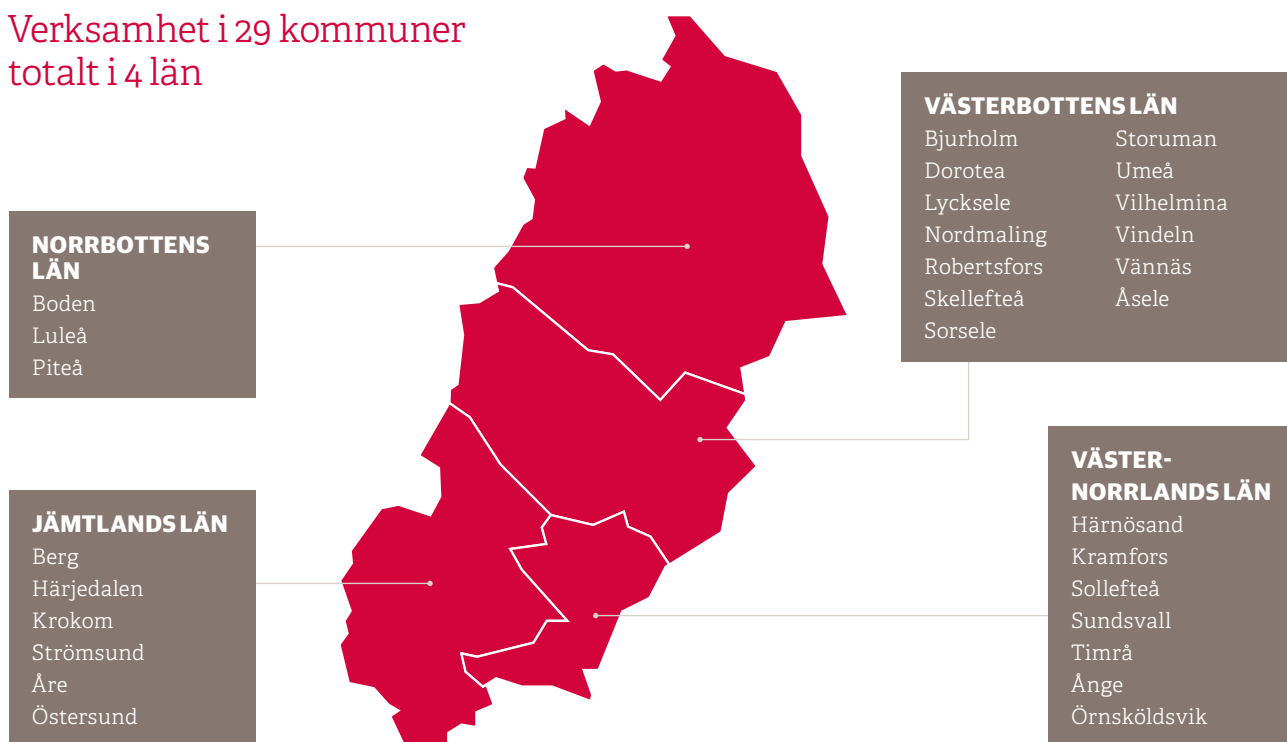 Verksamhet i 29 kommuner
totalt i 4 län
NORRBOTTENS
LÄN
Boden
Luleå
Piteå
JÄMTLANDS LÄN
Berg
Härjedalen
Krokom
Strömsund
Åre
Östersund
VÄSTERBOTTENS LÄN
Bjurholm
Dorotea
Lycksele
Nordmaling
Robertsfors
Skellefteå
Sorsele
Storuman
Umeå
Vilhelmina
Vindeln
Vännäs
Åsele
VÄSTER-
NORRLANDS LÄN
Härnösand
Kramfors
Sollefteå
Sundsvall
Timrå
Ånge
Örnsköldsvik